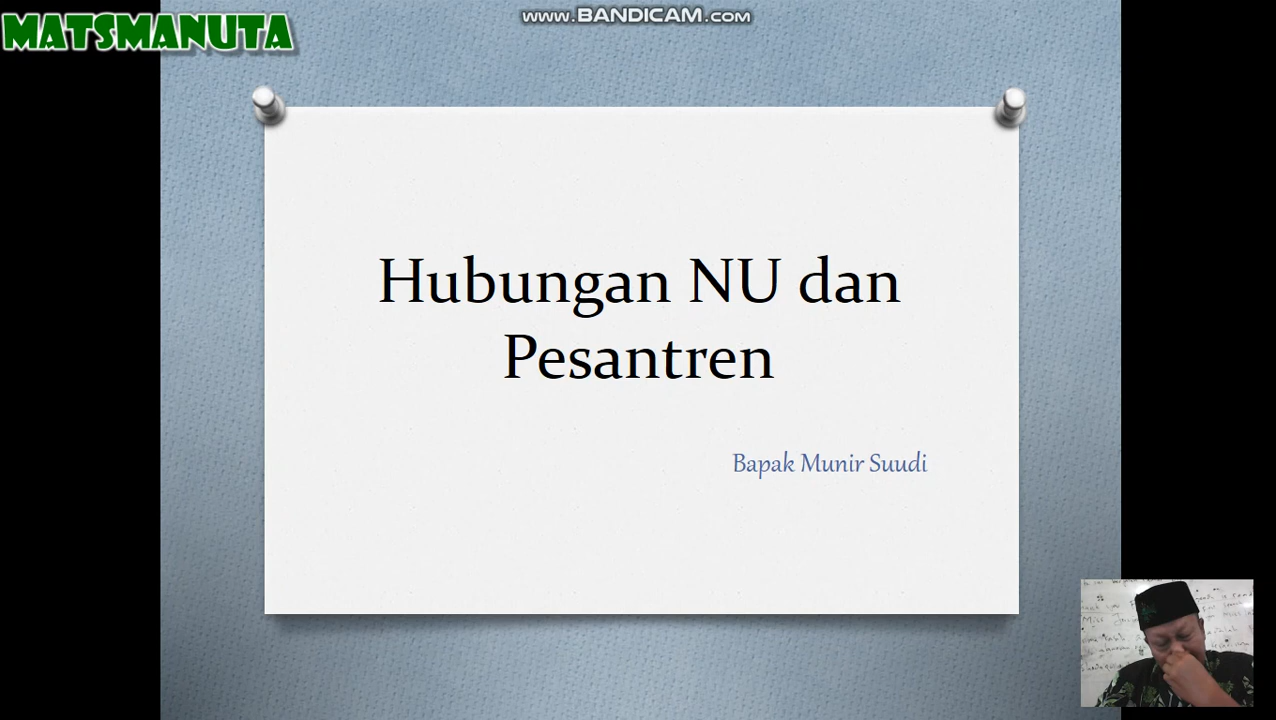 MATSMANUTA
WWW.BANDICAM.COM
Hubungan NU dan
Pesantren
Bapak Munir Suudi